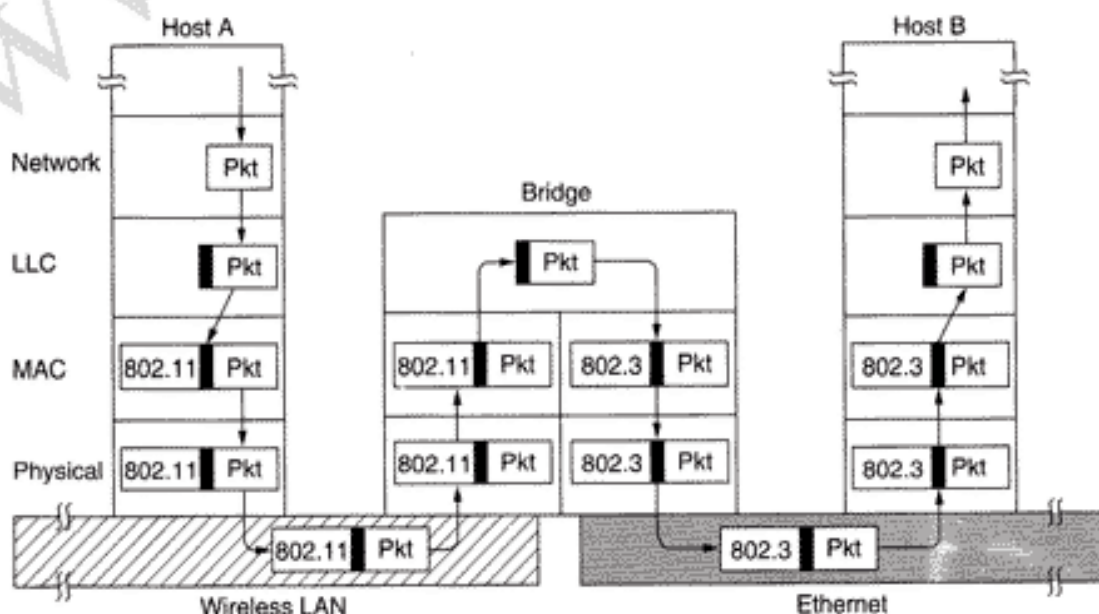 Host A
Host B
Bridge
Network
Pkt
Pkt
LLC
Pkt
Pkt
Pkt
MAC
802.11 Pkt
802.11 Pkt
802.3 Pkt
802.3 Pkt
Physical
802.11 Pkt
802.11 Pkt
802.3 Pkt
802.3 Pkt
802.11 Pkt
802.3 Pkt
Wireless LAN
Ethernet